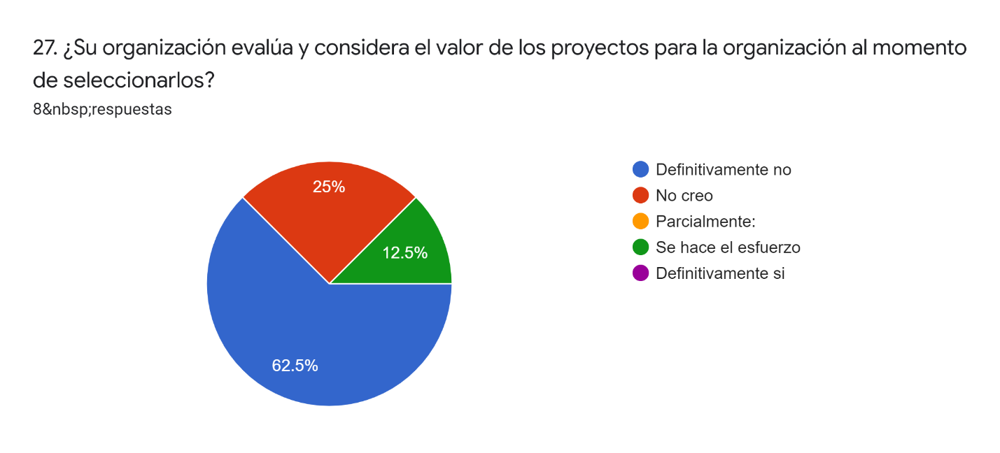 27. ¿Su organización evalúa y considera el valor de los proyectos para la organización al momento
de seleccionarlos?
8&nbsp;respuestas
25%
12.5%
62.5%
Definitivamente no
No creo
Parcialmente:
Se hace el esfuerzo
Definitivamente si